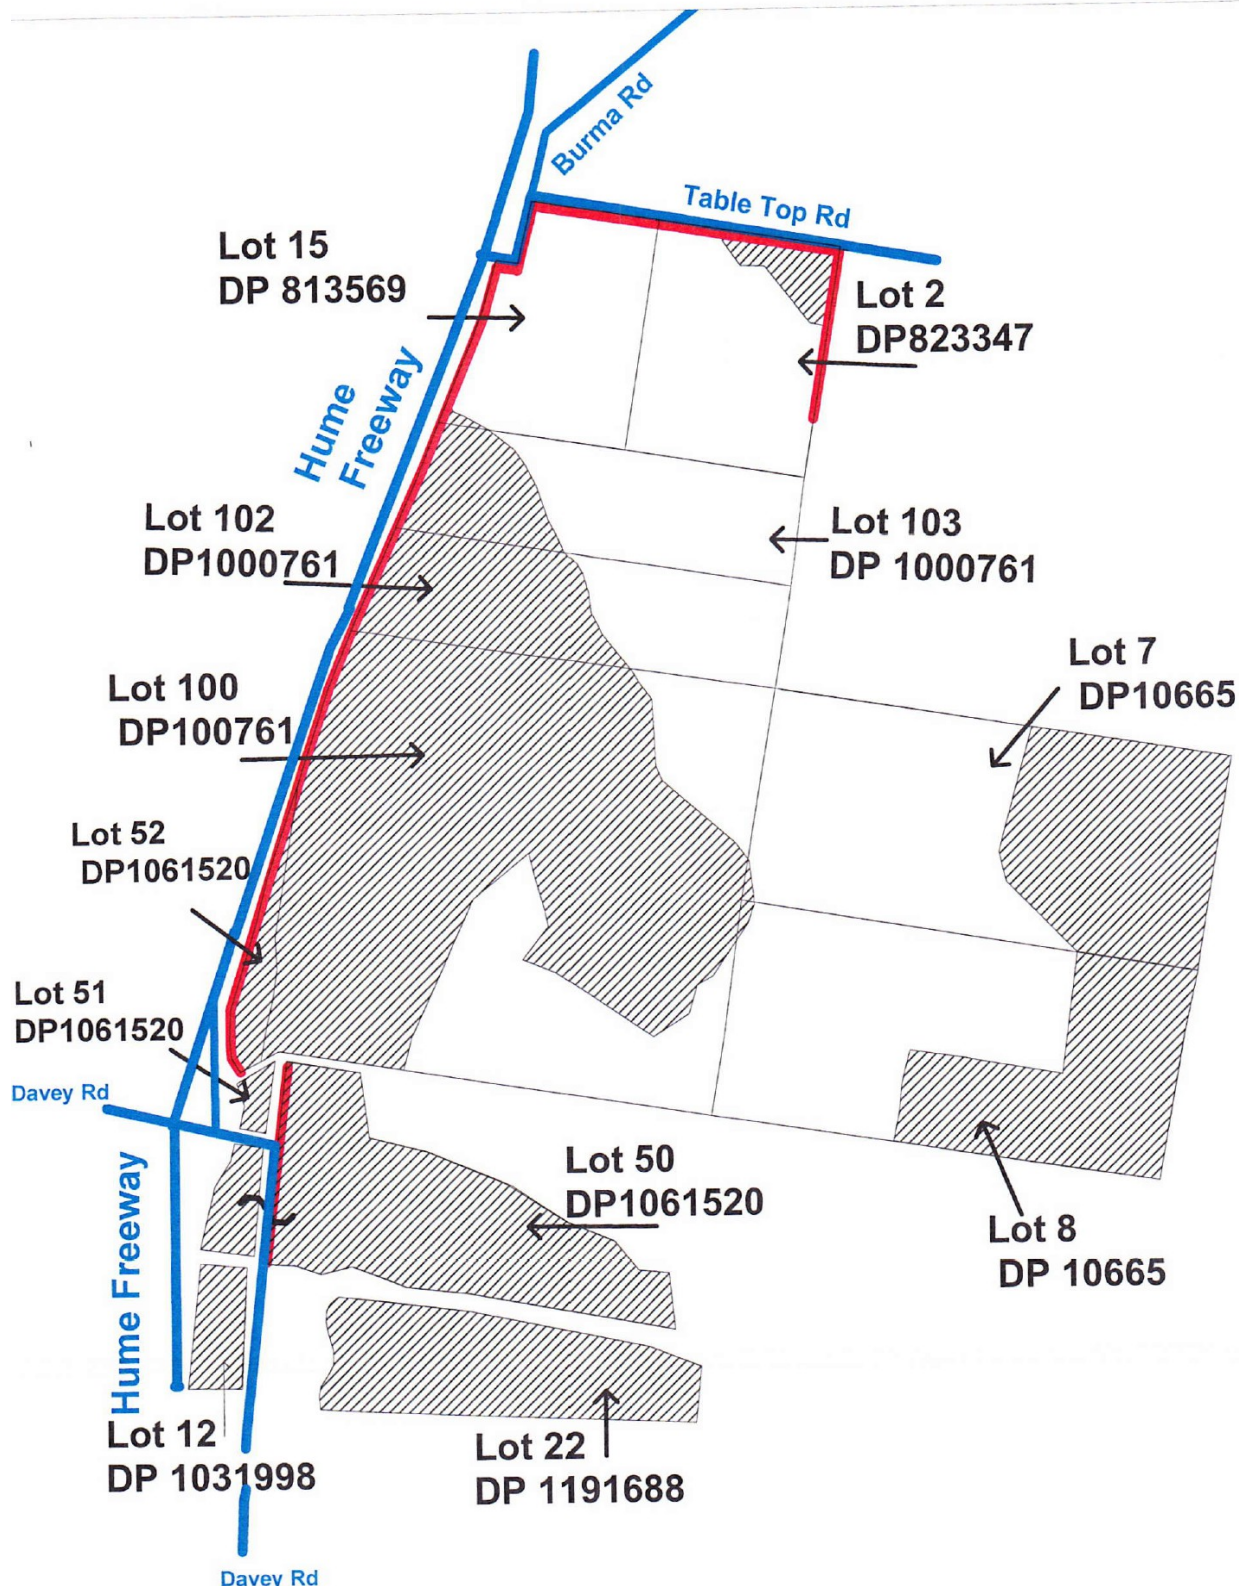 Burma Rd
Table Top Rd
Lot 15
DP 813569
Lot 2
DP823347
Hume
Freeway
Lot 102
DP1000761
Lot 103
DP 1000761
Lot 7
DP10665
Lot 100
DP100761
Lot 52
DP1061520
Lot 51
DP1061520
Davey Rd
Lot 50
DP1061520
Hume Freeway
Lot 8
DP 10665
Lot 12
DP 1031998
Lot 22
DP 1191688
Davey Rd